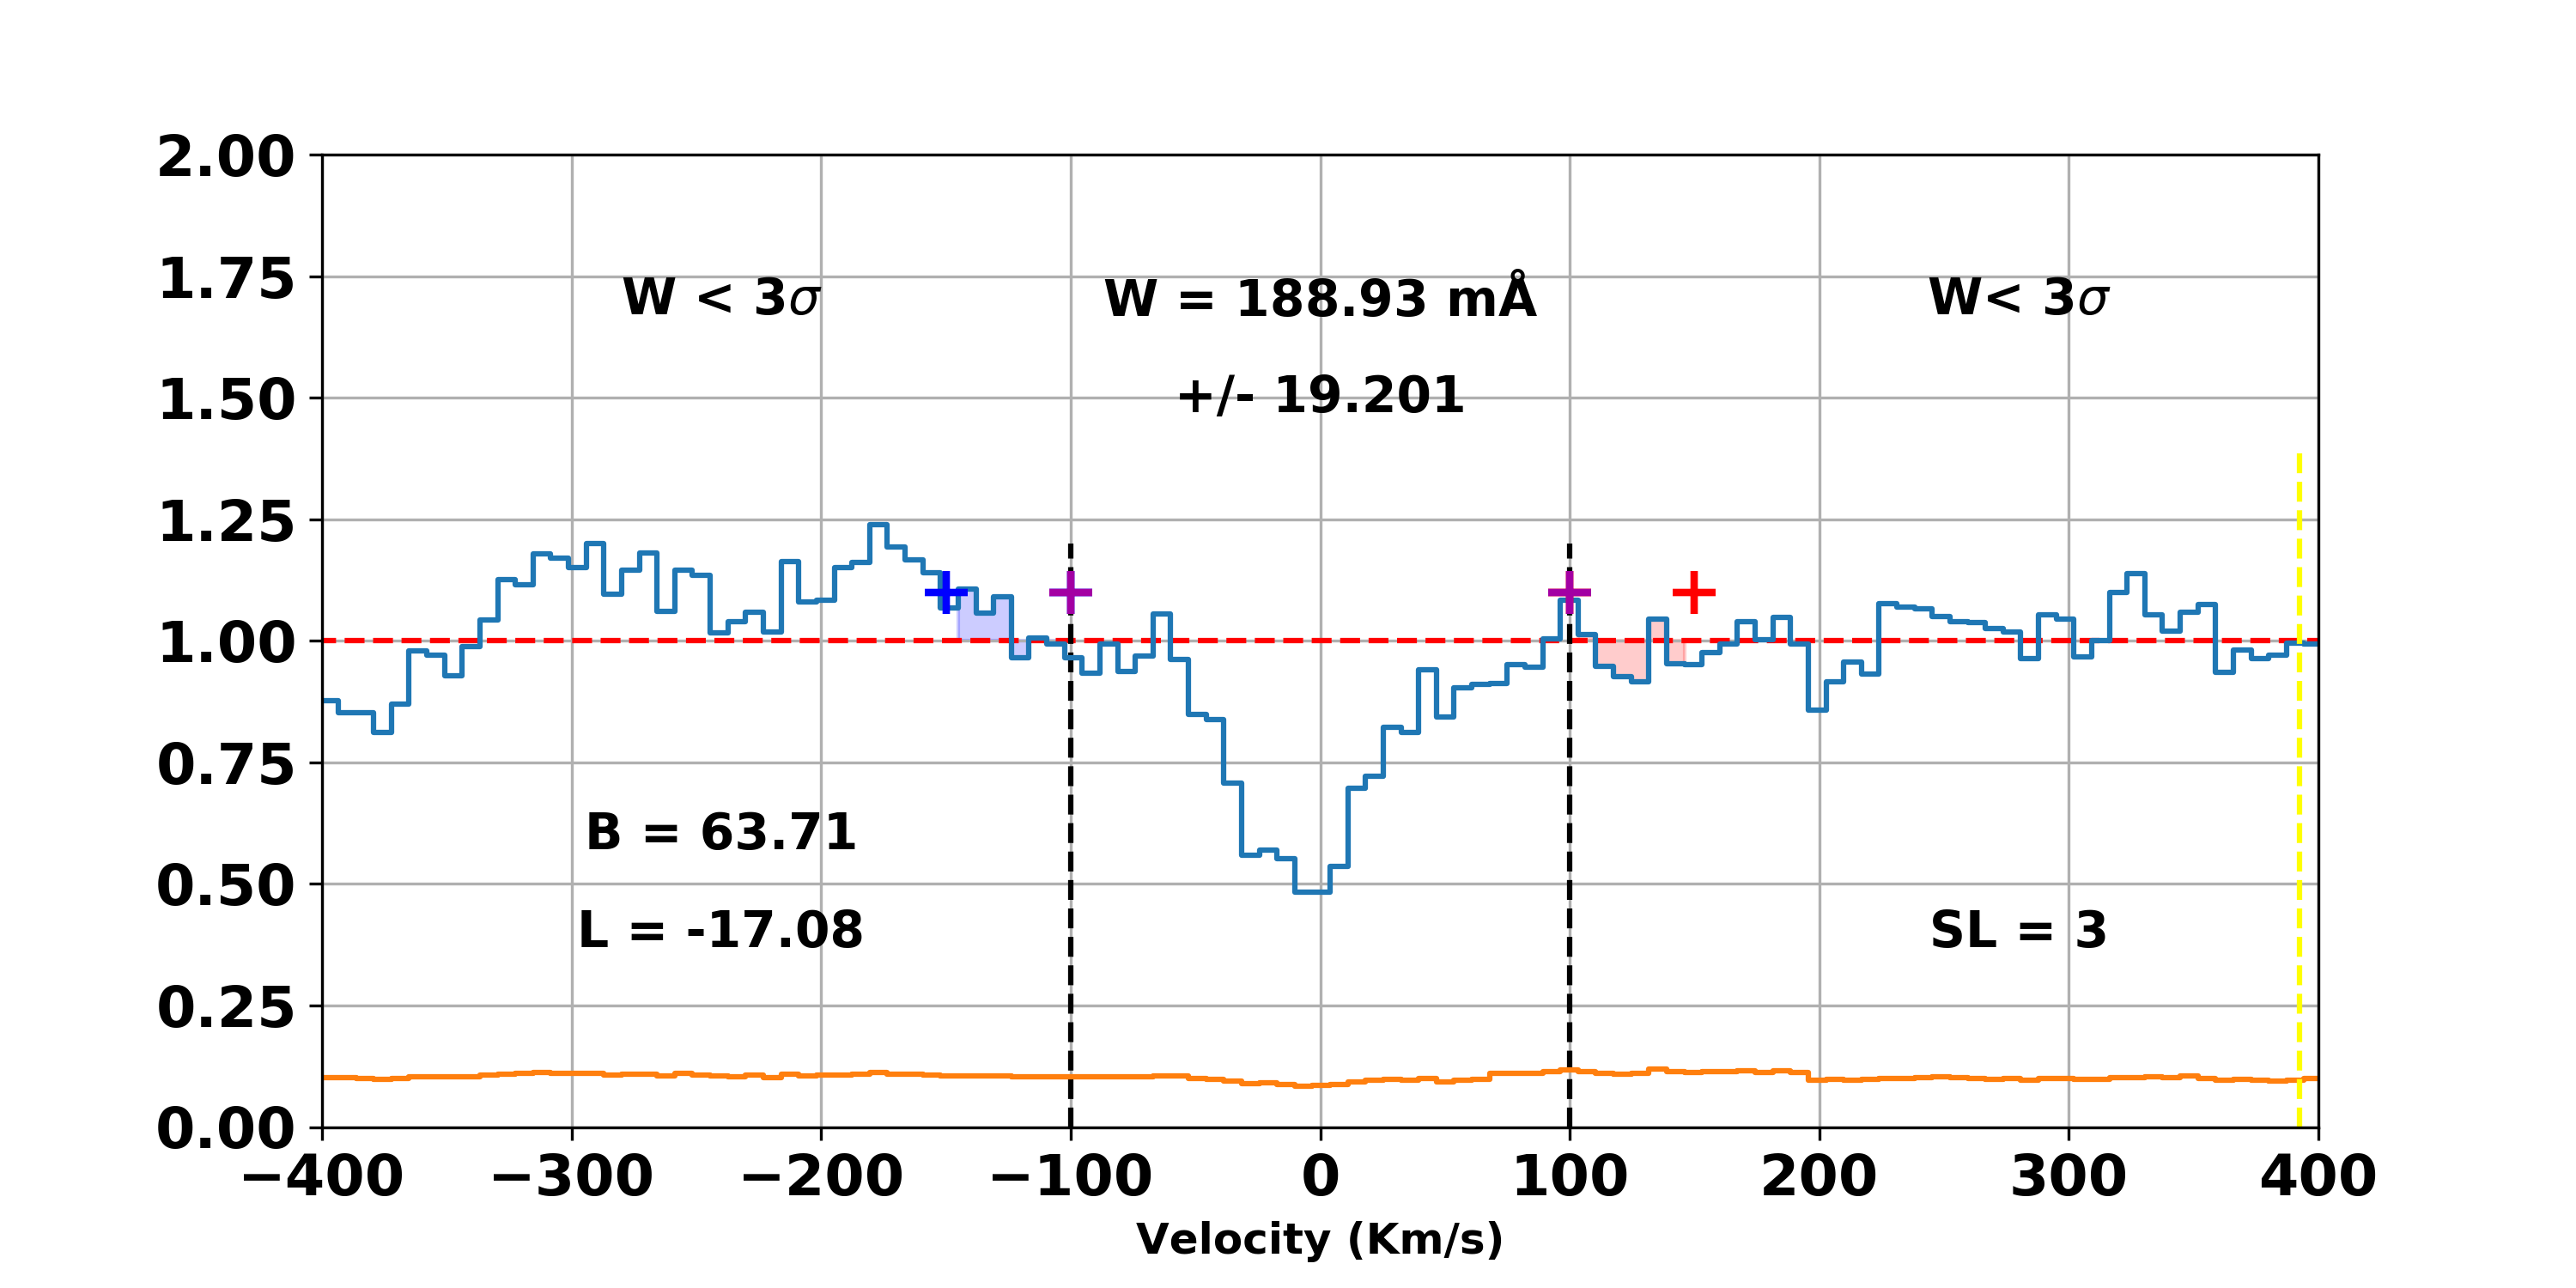 2.00
1.75
1.50
1.25
1.00
0.75
0.50
0.25
0.00
W < 3σ
W = 188.93 mÅ
+/- 19.201
W< 3σ
B = 63.71
L = -17.08
SL = 3
−400 −300 −200 −100 0 100 200 300 400
Velocity (Km/s)